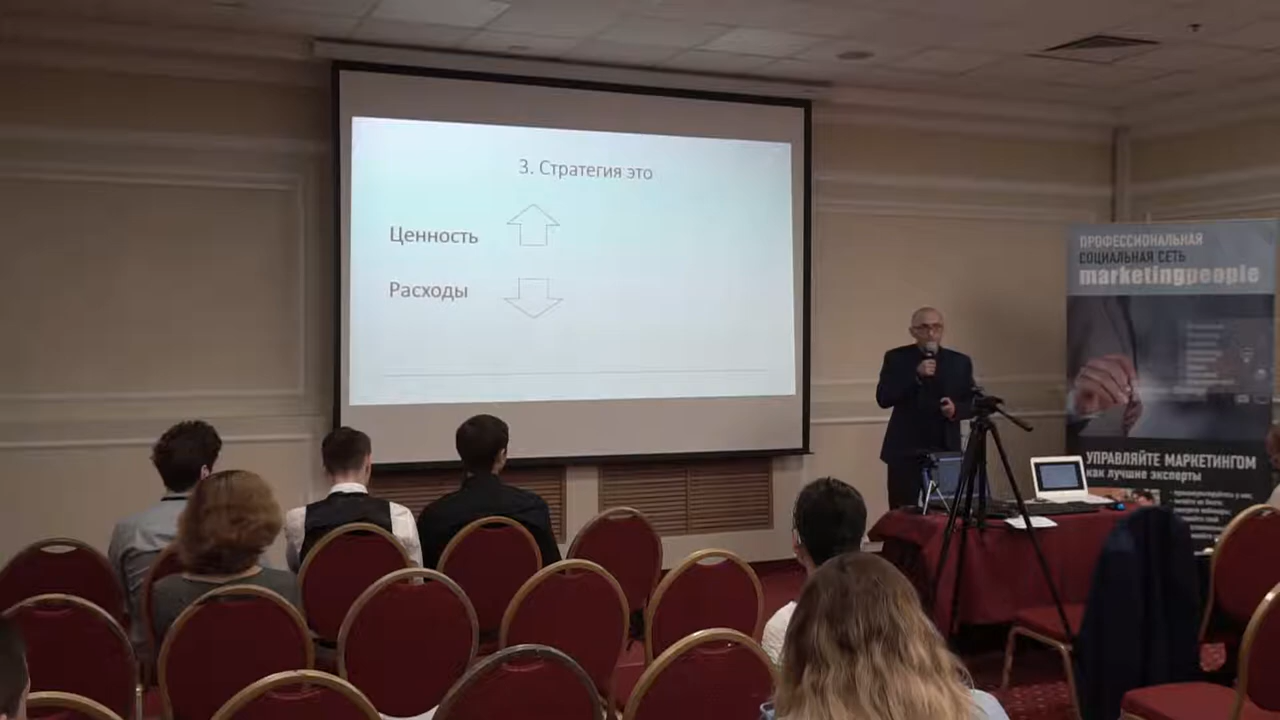 3. Стратегия это
Ценность
Расходы
ПРОФЕССИОНАЛЬНАЯ
СОЦИАЛЬНАЯ СЕТЬ
marketingpeople
УПРАВЛЯЙТЕ МАРКЕТИНГОМ
как лучшие эксперты